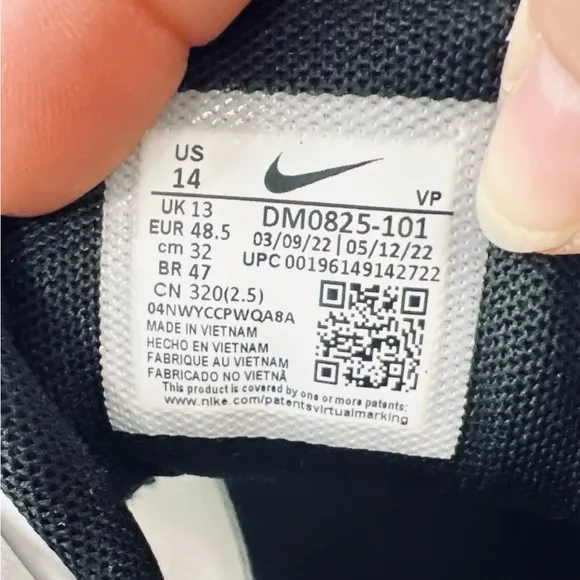 US
14
VP
UK 13
DM0825-101
EUR 48.5
03/09/22 | 05/12/22
cm 32
UPC 00196149142722
BR 47
CN 320(2.5)
04NWYCCPWQA8A
MADE IN VIETNAM
HECHO EN VIETNAM
FABRIQUE AU VIETNAM
FABRICADO NO VIETNÃ
This product is covered by one or more patents:
www.nike.com/patentsvirtualmarking